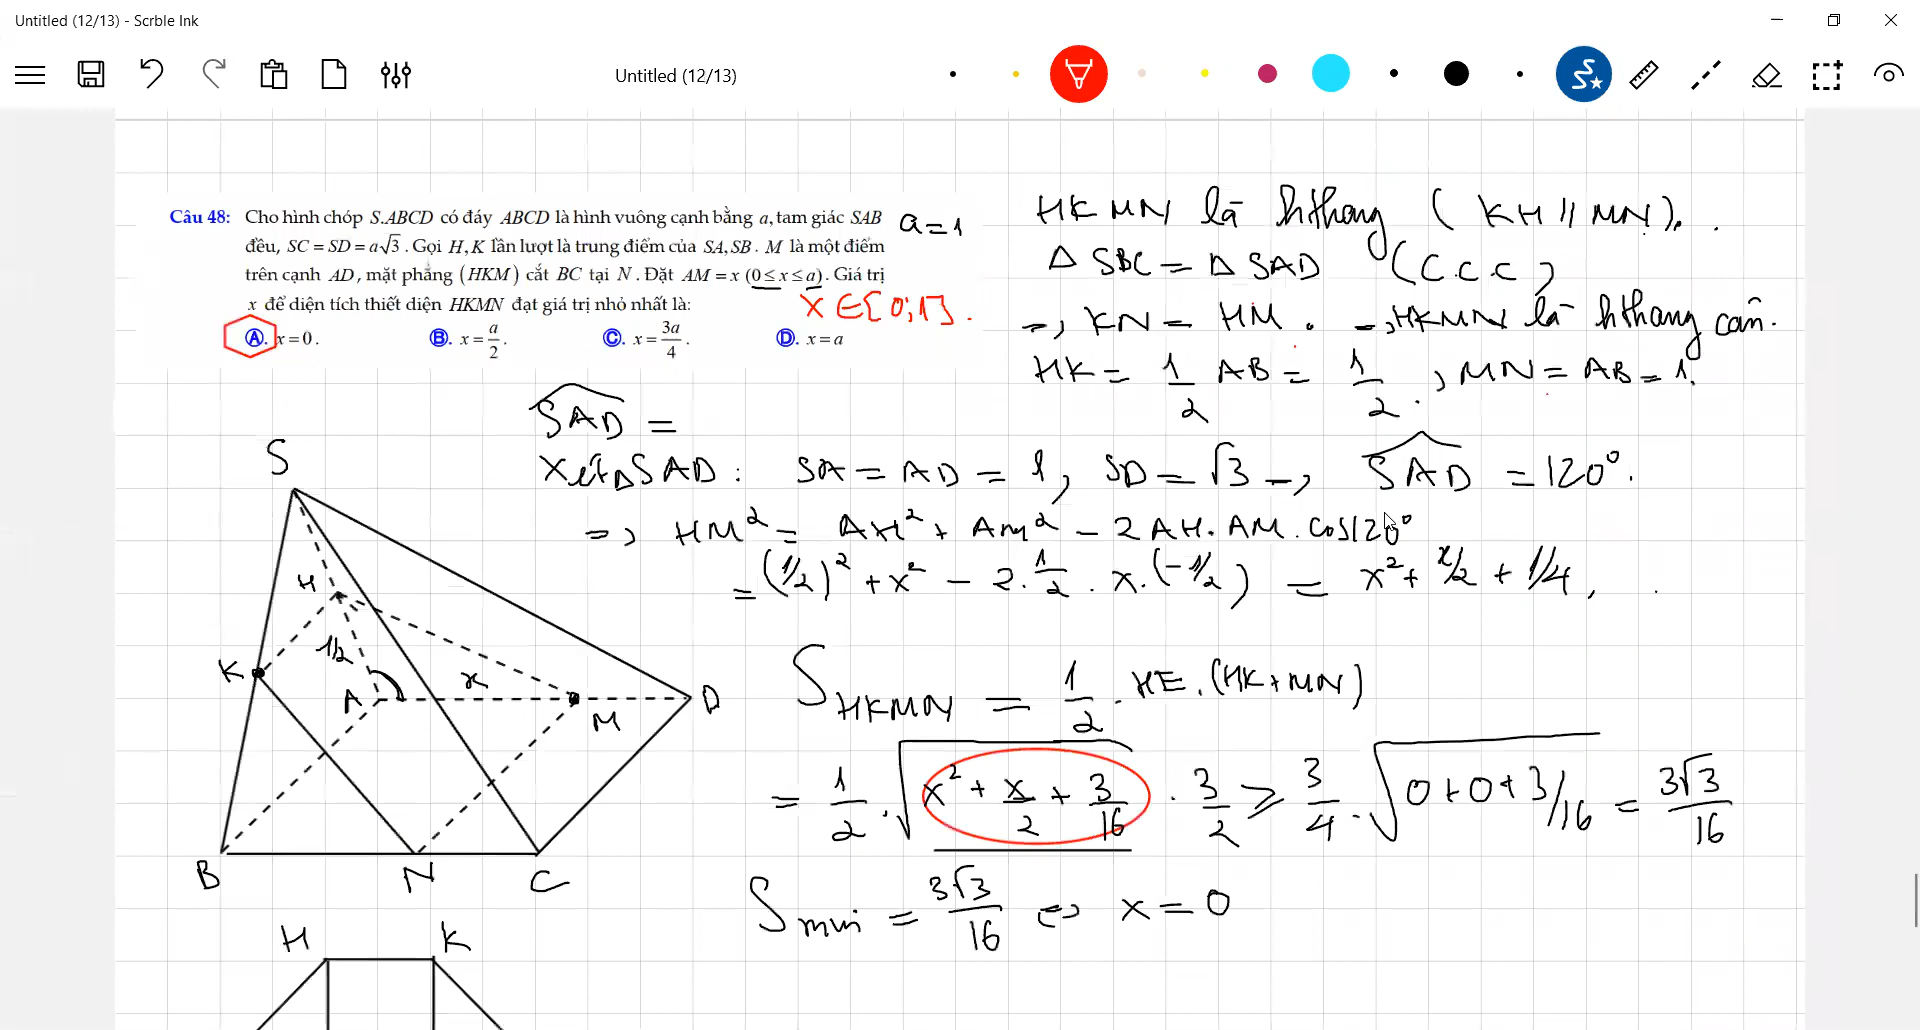 Untitled (12/13) - Scrble Ink
Untitled (12/13)
Câu 48: Cho hình chóp S.ABCD có đáy ABCD là hình vuông cạnh bằng a, tam giác SAB
đều, SC = SD = a√3. Gọi H, K lần lượt là trung điểm của SA, SB. M là một điểm
trên cạnh AD, mặt phẳng (HKM) cắt BC tại N. Đặt AM = x (0 ≤ x ≤ a). Giá trị
x để diện tích thiết diện HKMN đạt giá trị nhỏ nhất là:
A. x = 0. B. x = a/2. C. x = 3a/4. D. x = a
a = 1
x ∈ [0; 1].
HKMN là hthang (KH // MN).
Δ SBC = Δ SAD (c.c.c)
=> KN = HM. => HKMN là hthang cân.
HK = 1/2 AB = 1/2, MN = AB = 1.
SAD =
Xét Δ SAD: SA = AD = 1, SD = √3 => SAD = 120°.
=> HM² = AH² + AM² - 2AH.AM.cos120°
= (1/2)² + x² - 2.1/2.x.(-1/2) = x² + x/2 + 1/4,
S HKMN = 1/2.HE.(HK+MN)
= 1/2.√(x² + x/2 + 3/16).3/2 ≥ 3/4.√(0+0+3/16) = 3√3/16
S min = 3√3/16 <=> x = 0
S
H
1/2
K
A
x
M
D
B
N
C
H
K